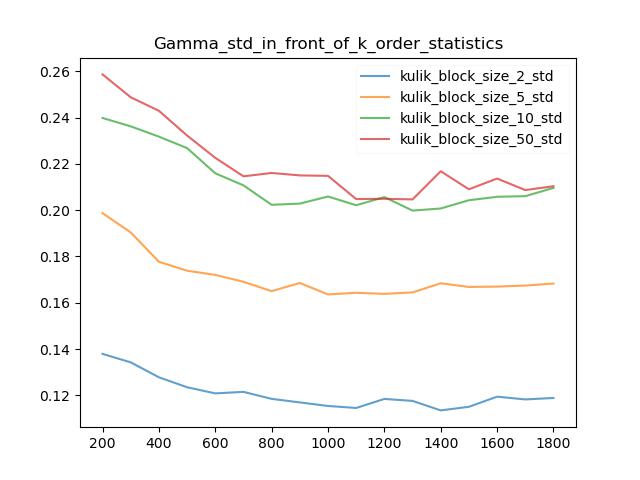 Gamma_std_in_front_of_k_order_statistics
0.26
0.24
0.22
0.20
0.18
0.16
0.14
0.12
kulik_block_size_2_std
kulik_block_size_5_std
kulik_block_size_10_std
kulik_block_size_50_std
200 400 600 800 1000 1200 1400 1600 1800